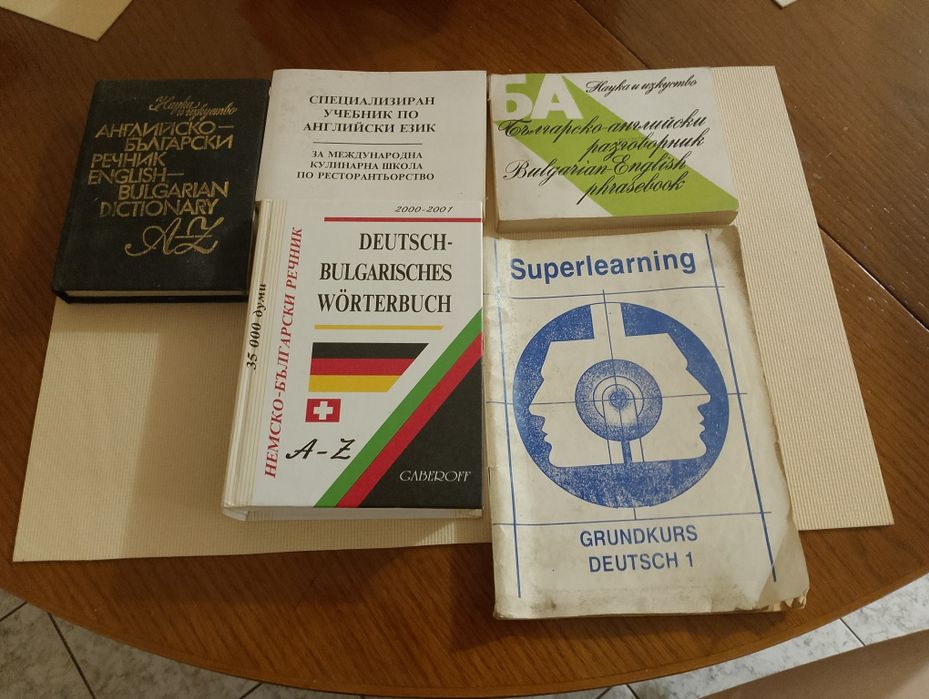 Наука
и изкуство
АНГЛИЙСКО-
БЪЛГАРСКИ
РЕЧНИК
ENGLISH-
BULGARIAN
DICTIONARY
A-Z
СПЕЦИАЛИЗИРАН
УЧЕБНИК ПО
АНГЛИЙСКИ ЕЗИК
ЗА МЕЖДУНАРОДНА
КУЛИНАРНА ШКОЛА
ПО РЕСТОРАНТЬОРСТВО
БА
Наука и изкуство
Българско-английски
разговорник
Bulgarian-English
phrasebook
2000-2001
DEUTSCH-
BULGARISCHES
WÖRTERBUCH
35 000 думи
НЕМСКО-БЪЛГАРСКИ РЕЧНИК
A-Z
GABEROFF
Superlearning
GRUNDKURS
DEUTSCH 1